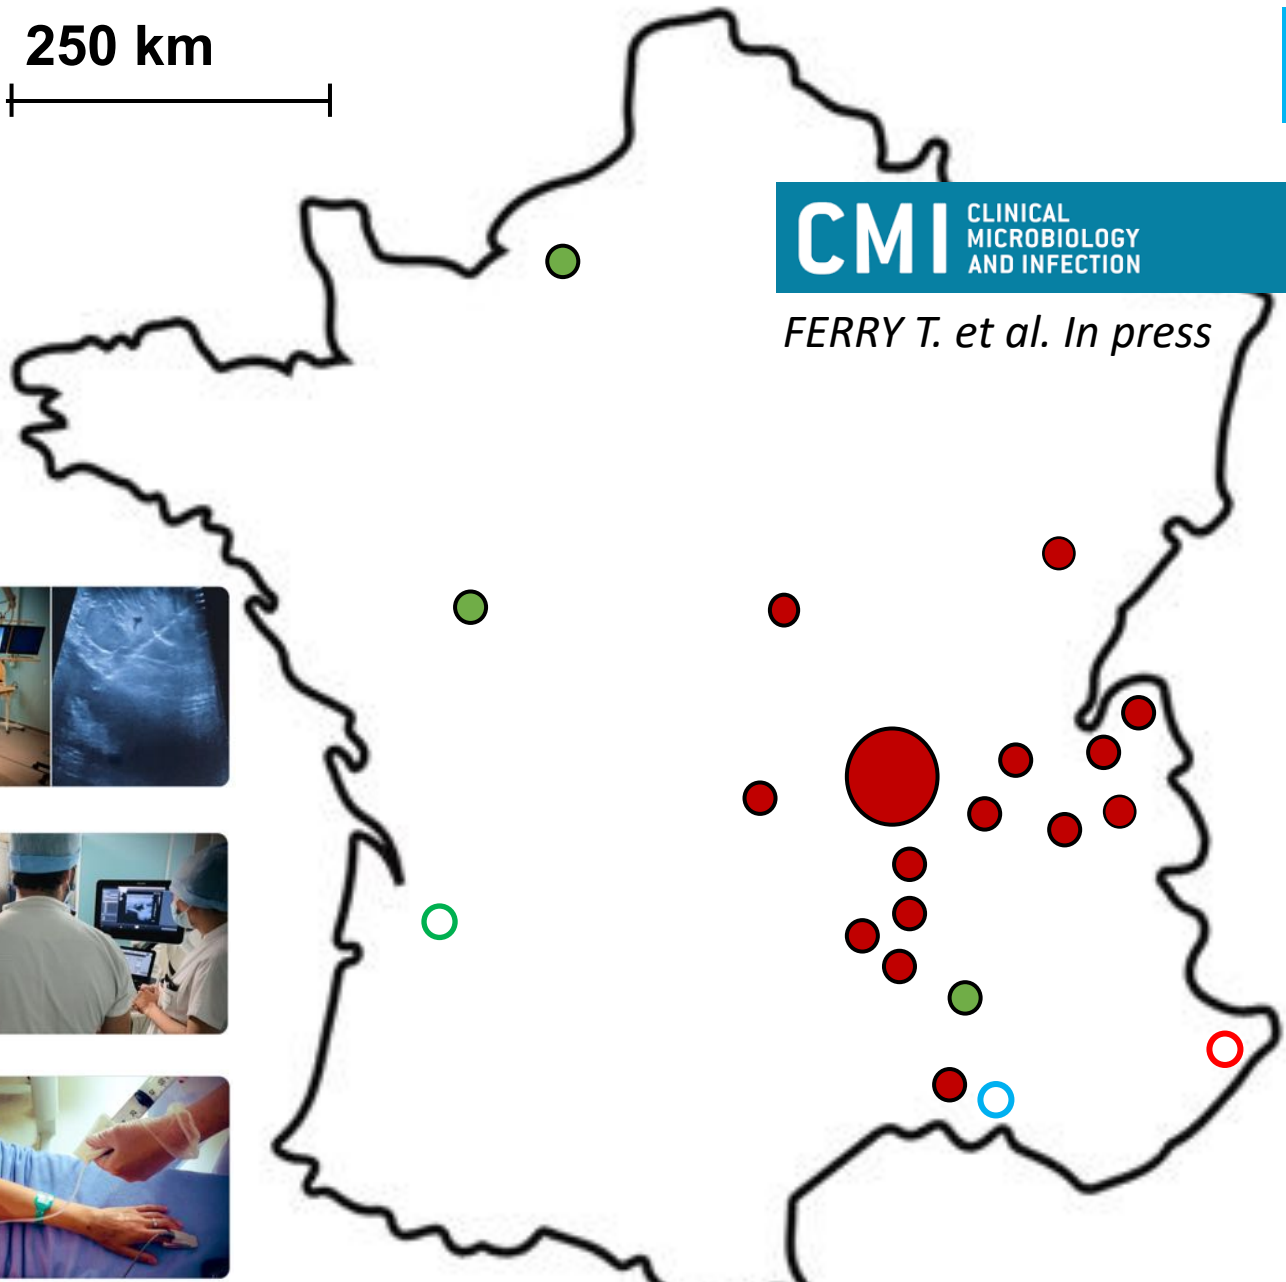 250 km
CMI
CLINICAL
MICROBIOLOGY
AND INFECTION
FERRY T. et al. In press